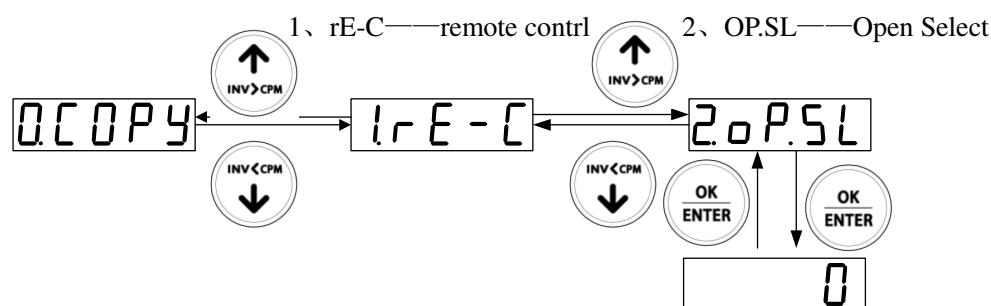 1、rE-C——remote contrl 2、OP.SL——Open Select
INV>CPM INV>CPM
0.COPY 1.rE-C 2.oP.SL
INV<CPM INV<CPM
OK ENTER OK ENTER
0